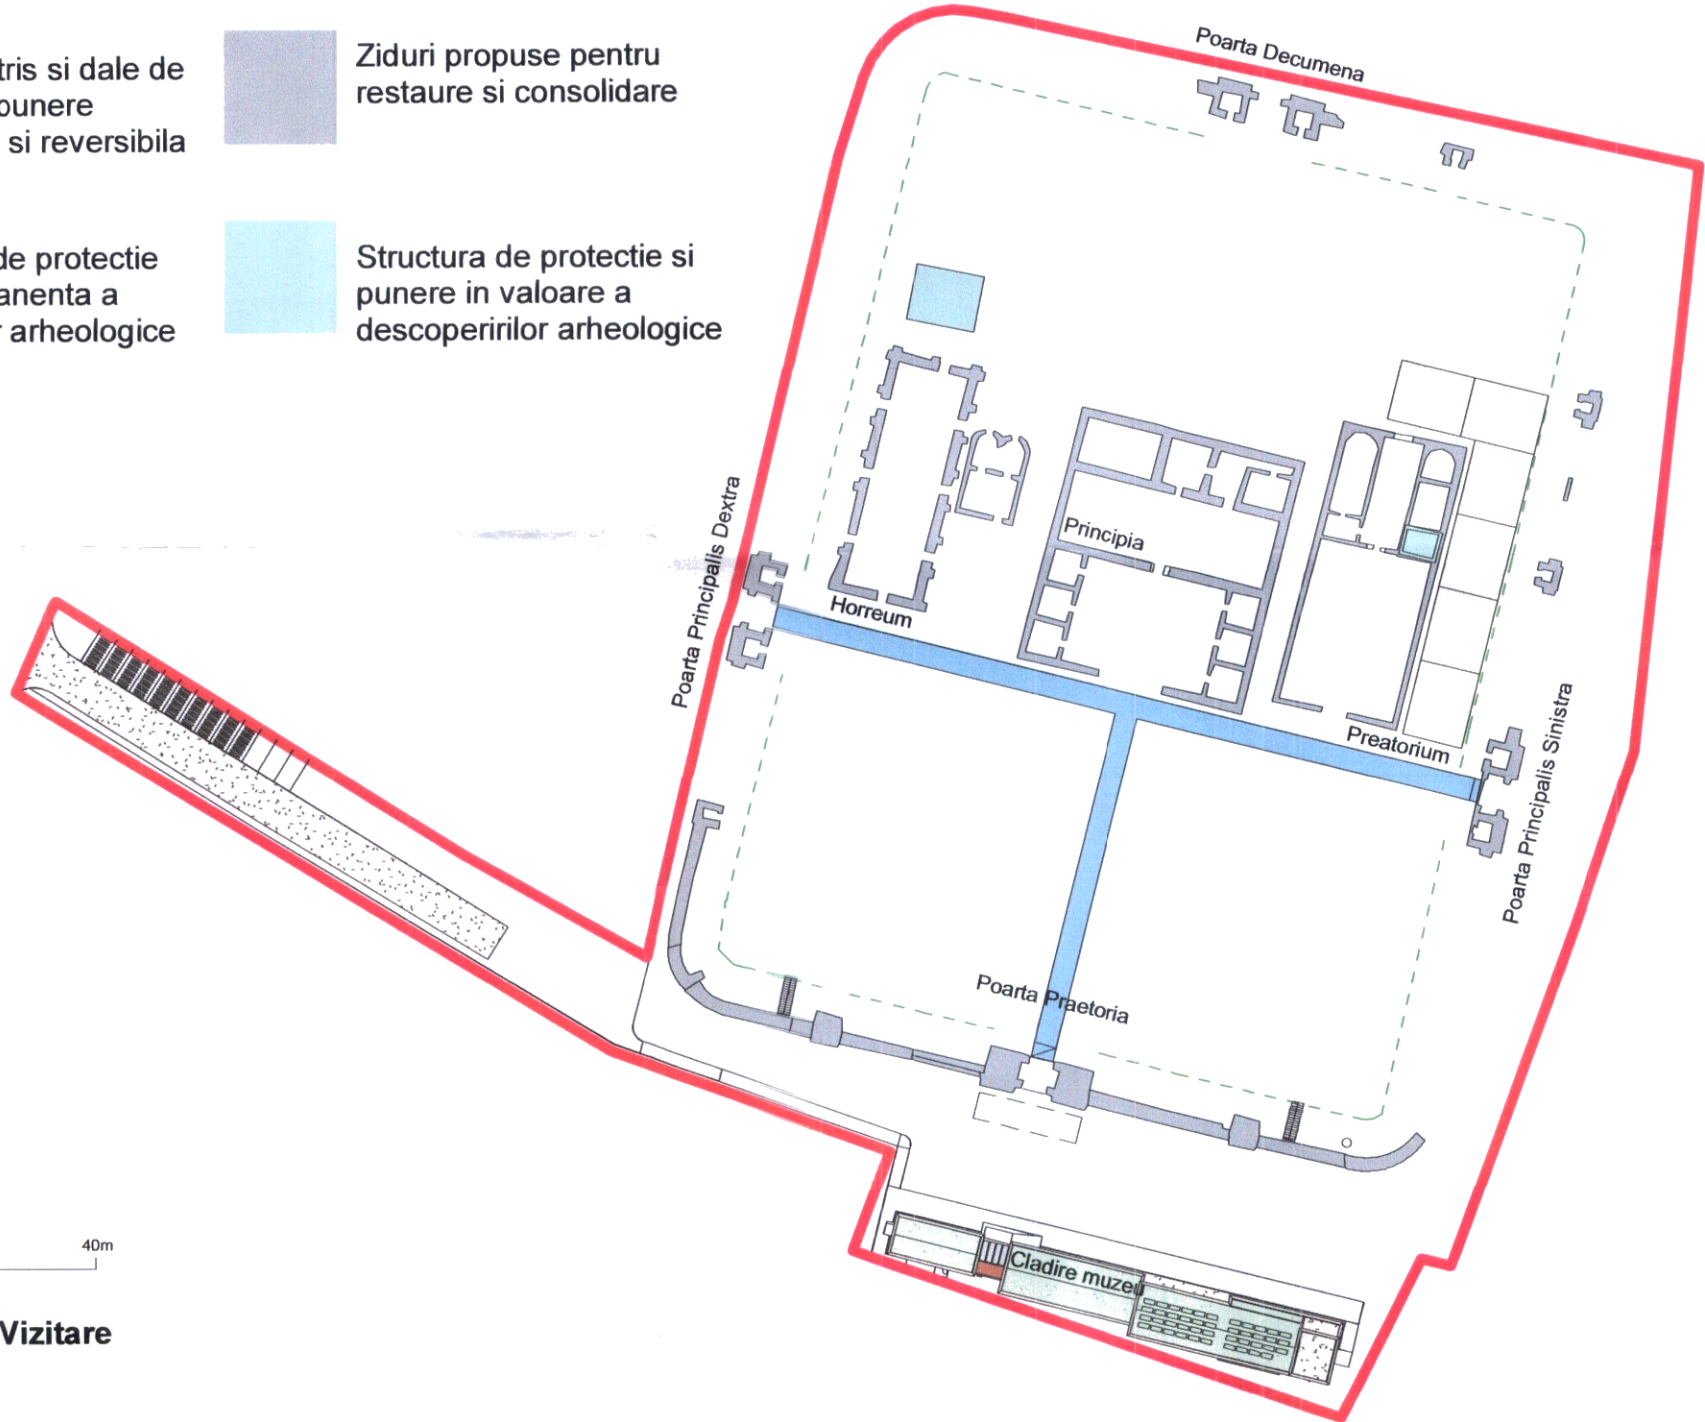 tris si dale de
punere
si reversibila
Ziduri propuse pentru
restaure si consolidare
de protectie
anenta a
r arheologice
Structura de protectie si
punere in valoare a
descoperirilor arheologice
Poarta Decumena
Poarta Principalis Dextra
Principia
Horreum
Preatorium
Poarta Principalis Sinistra
Poarta Praetoria
Cladire muzeu
40m
Vizitare